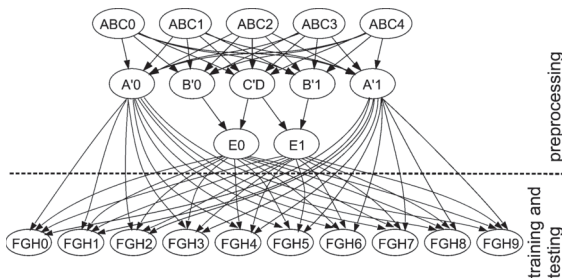 ABC0 ABC1 ABC2 ABC3 ABC4
A'0 B'0 C'D B'1 A'1
E0 E1
preprocessing
FGH0 FGH1 FGH2 FGH3 FGH4 FGH5 FGH6 FGH7 FGH8 FGH9
training and
testing